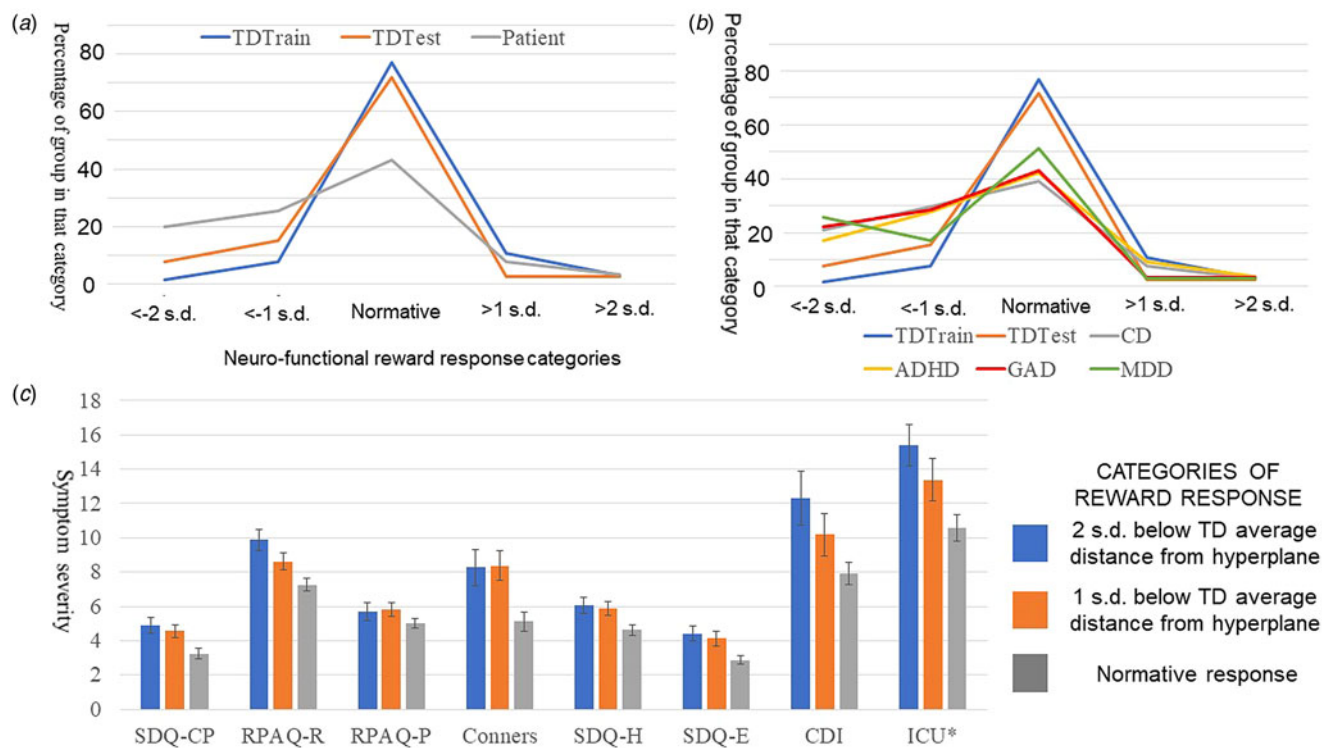 (a)
TDTrain TDTest Patient
Percentage of group in that category
80
60
40
20
0
<-2 s.d. <-1 s.d. Normative >1 s.d. >2 s.d.
Neuro-functional reward response categories
(b)
Percentage of group in that category
80
60
40
20
0
<-2 s.d. <-1 s.d. Normative >1 s.d. >2 s.d.
TDTrain TDTest CD
ADHD GAD MDD
(c)
Symptom severity
18
16
14
12
10
8
6
4
2
0
SDQ-CP RPAQ-R RPAQ-P Conners SDQ-H SDQ-E CDI ICU*
CATEGORIES OF
REWARD RESPONSE
2 s.d. below TD average
distance from hyperplane
1 s.d. below TD average
distance from hyperplane
Normative response